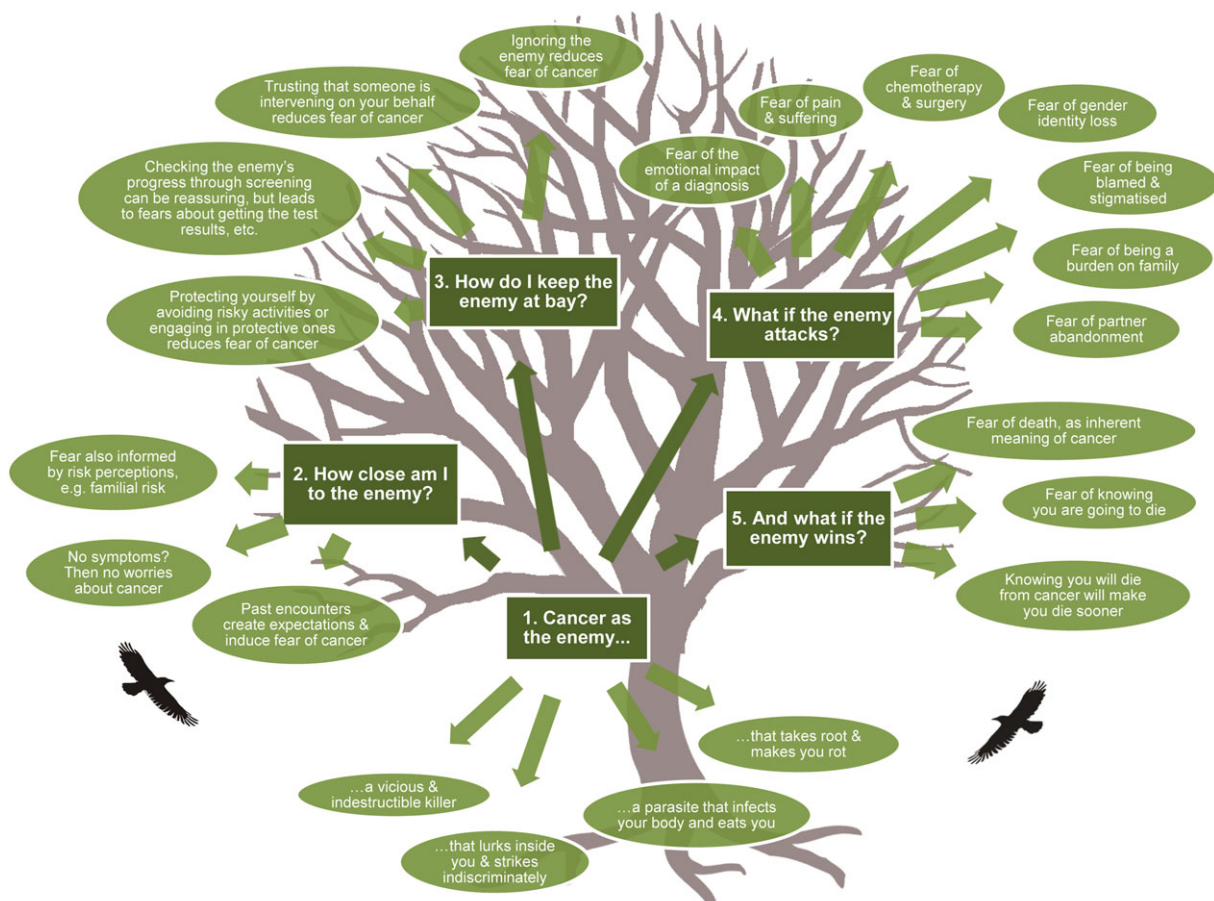 Ignoring the
enemy reduces
fear of cancer
Trusting that someone is
intervening on your behalf
reduces fear of cancer
Checking the enemy's
progress through screening
can be reassuring, but leads
to fears about getting the test
results, etc.
Protecting yourself by
avoiding risky activities or
engaging in protective ones
reduces fear of cancer
3. How do I keep the
enemy at bay?
Fear of the
emotional impact
of a diagnosis
Fear of pain
& suffering
Fear of
chemotherapy
& surgery
Fear of gender
identity loss
Fear of being
blamed &
stigmatised
Fear of being a
burden on family
Fear of partner
abandonment
4. What if the enemy
attacks?
Fear also informed
by risk perceptions,
e.g. familial risk
No symptoms?
Then no worries
about cancer
Past encounters
create expectations &
induce fear of cancer
2. How close am I
to the enemy?
Fear of death, as inherent
meaning of cancer
Fear of knowing
you are going to die
Knowing you will die
from cancer will make
you die sooner
5. And what if the
enemy wins?
1. Cancer as
the enemy...
…a vicious &
indestructible killer
…that lurks inside
you & strikes
indiscriminately
…a parasite that infects
your body and eats you
…that takes root &
makes you rot